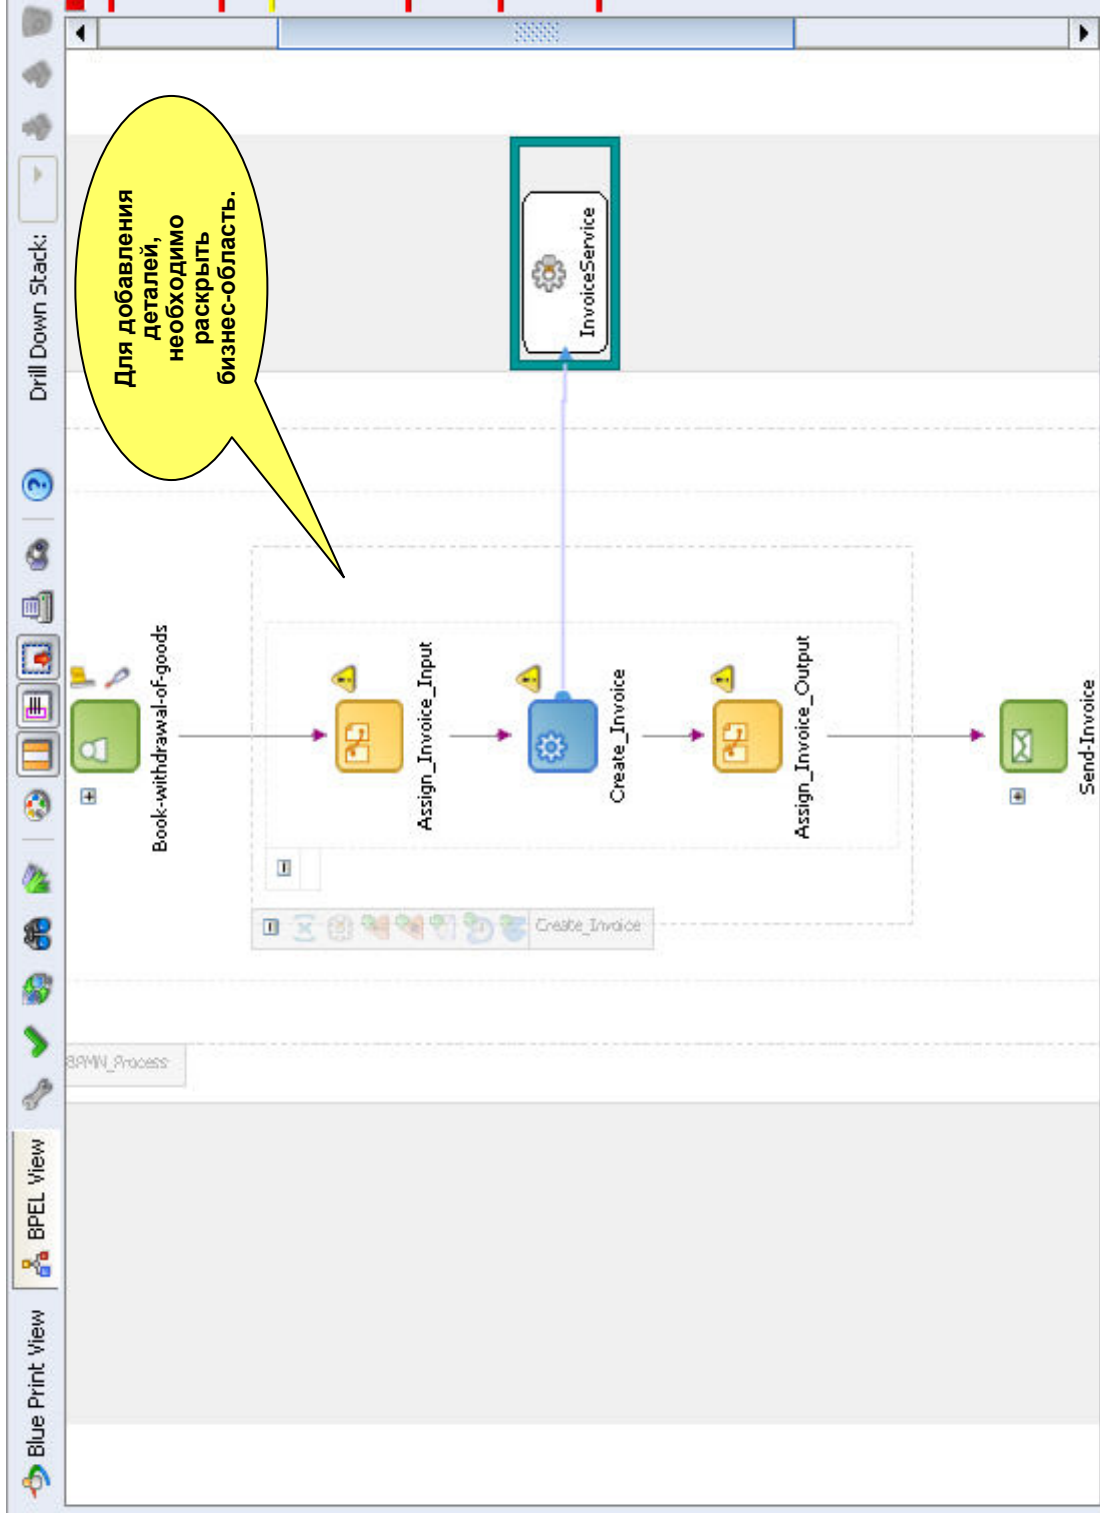 Blue Print View
BPEL View
Drill Down Stack:
BPMN_Process
Для добавления
деталей,
необходимо
раскрыть
бизнес-область.
Book-withdrawal-of-goods
Assign_Invoice_Input
Create_Invoice
InvoiceService
Create_Invoice
Assign_Invoice_Output
Send-Invoice